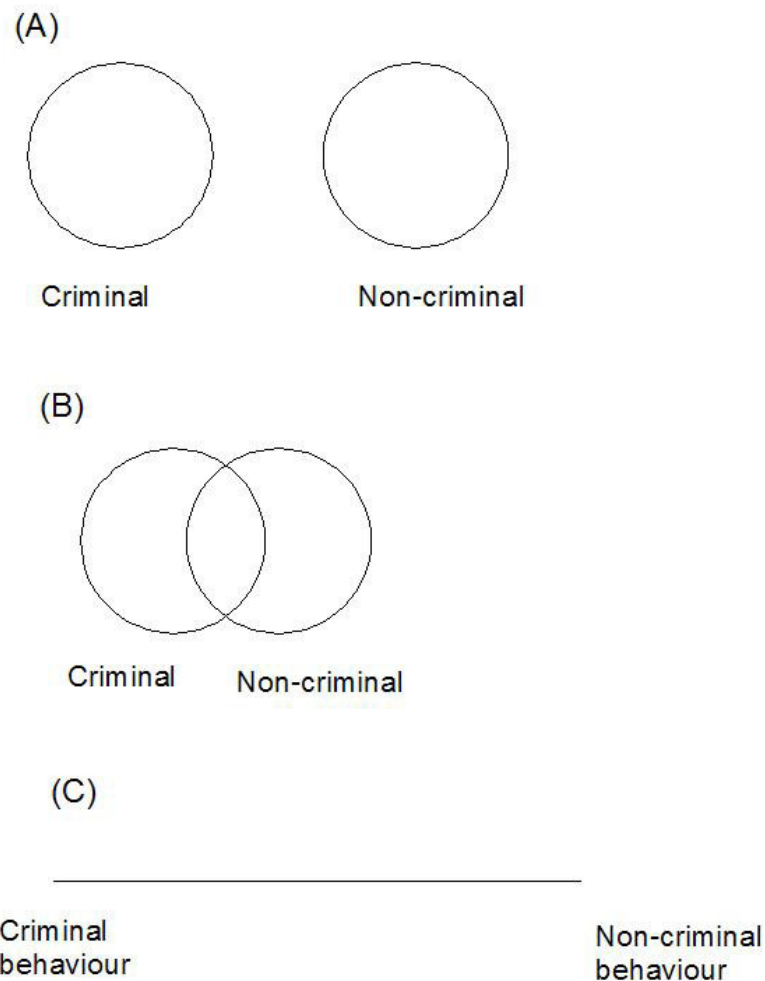 (A)
Criminal Non-criminal
(B)
Criminal Non-criminal
(C)
Criminal
behaviour
Non-criminal
behaviour